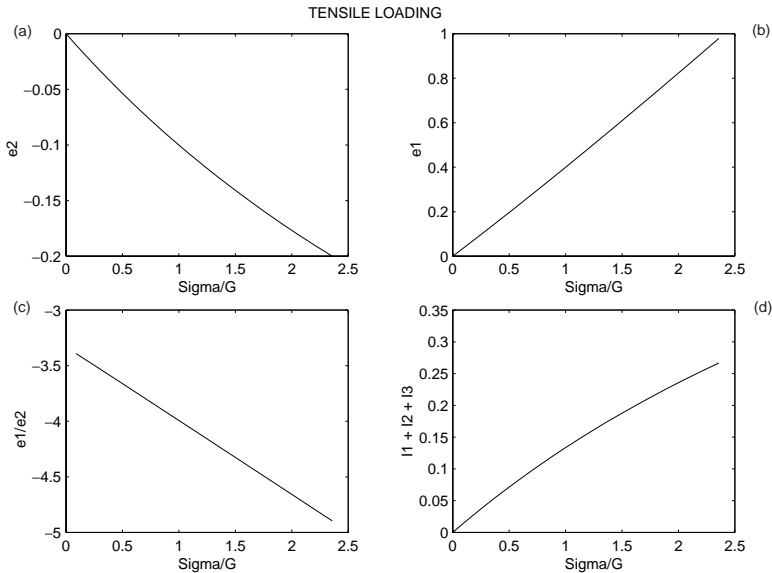 TENSILE LOADING
(a)
0
−0.05
−0.1
−0.15
−0.2
e2
0 0.5 1 1.5 2 2.5
Sigma/G
(b)
1
0.8
0.6
0.4
0.2
0
e1
0 0.5 1 1.5 2 2.5
Sigma/G
(c)
−3
−3.5
−4
−4.5
−5
e1/e2
0 0.5 1 1.5 2 2.5
Sigma/G
(d)
0.35
0.3
0.25
0.2
0.15
0.1
0.05
0
I1 + I2 + I3
0 0.5 1 1.5 2 2.5
Sigma/G